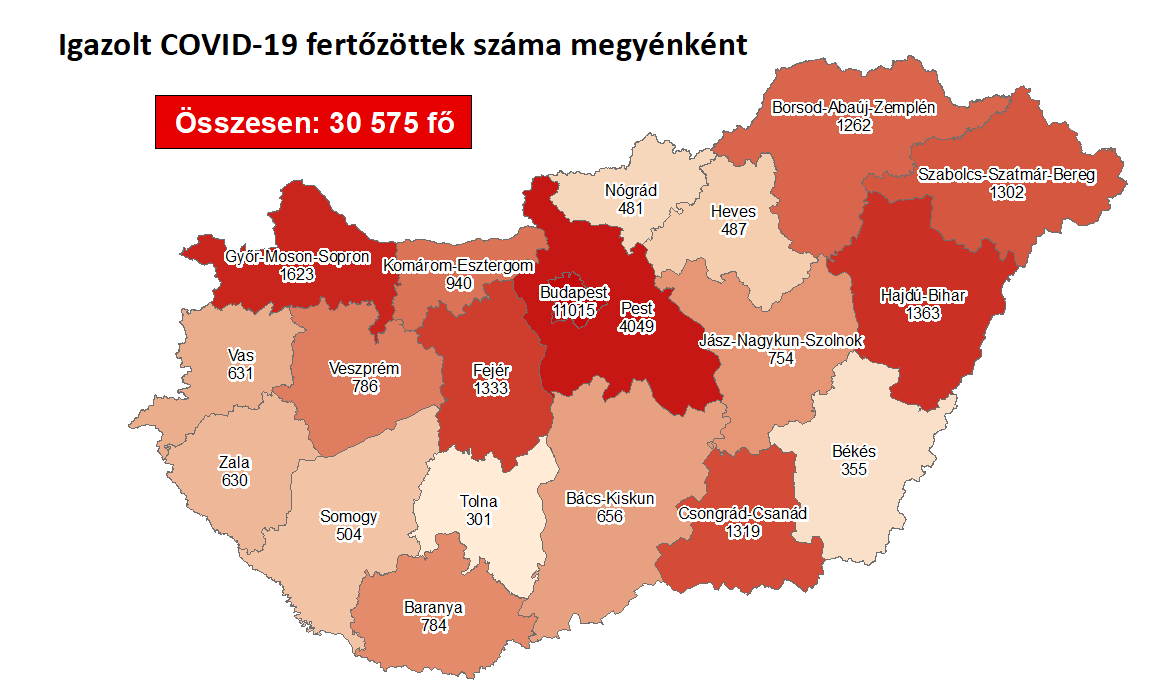 Igazolt COVID-19 fertőzöttek száma megyénként
Összesen: 30 575 fő
Borsod-Abaúj-Zemplén
1262
Szabolcs-Szatmár-Bereg
1302
Nógrád
481
Heves
487
Győr-Moson-Sopron
1623
Komárom-Esztergom
940
Budapest
11015
Pest
4049
Hajdú-Bihar
1363
Jász-Nagykun-Szolnok
754
Vas
631
Veszprém
786
Fejér
1333
Békés
355
Zala
630
Tolna
301
Bács-Kiskun
656
Somogy
504
Csongrád-Csanád
1319
Baranya
784